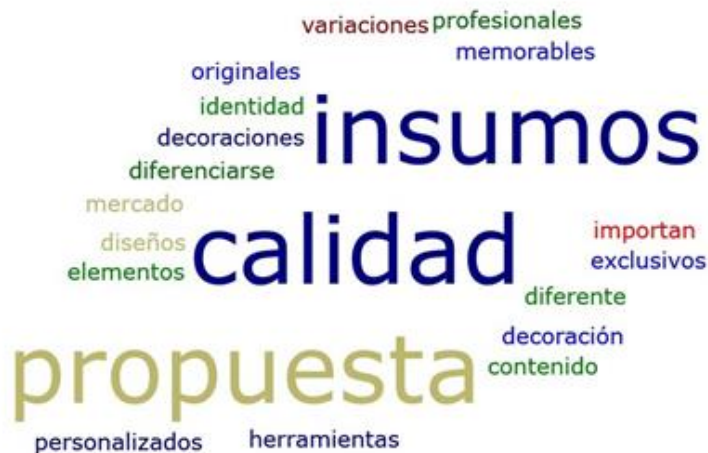 variaciones profesionales
memorables
originales
identidad
insumos
decoraciones
diferenciarse
mercado
diseños
calidad
importan
exclusivos
elementos
diferente
decoración
propuesta
contenido
personalizados herramientas